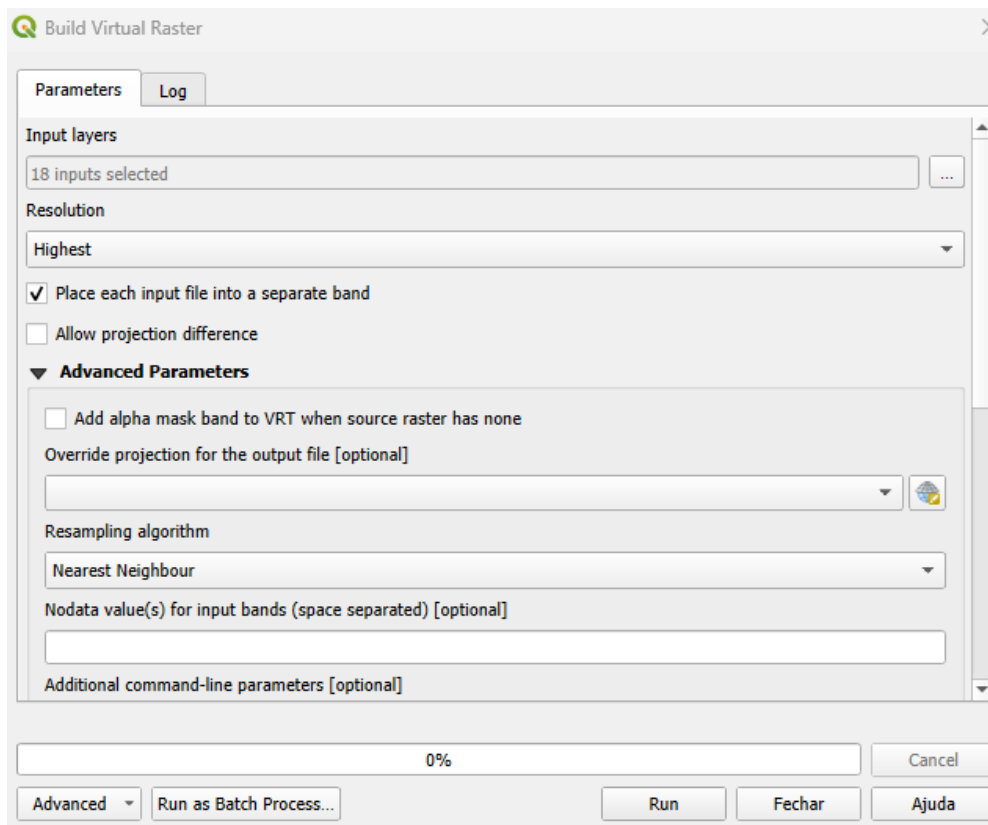 Build Virtual Raster
Parameters
Log
Input layers
18 inputs selected
...
Resolution
Highest
Place each input file into a separate band
Allow projection difference
Advanced Parameters
Add alpha mask band to VRT when source raster has none
Override projection for the output file [optional]
Resampling algorithm
Nearest Neighbour
Nodata value(s) for input bands (space separated) [optional]
Additional command-line parameters [optional]
0%
Cancel
Advanced
Run as Batch Process...
Run
Fechar
Ajuda